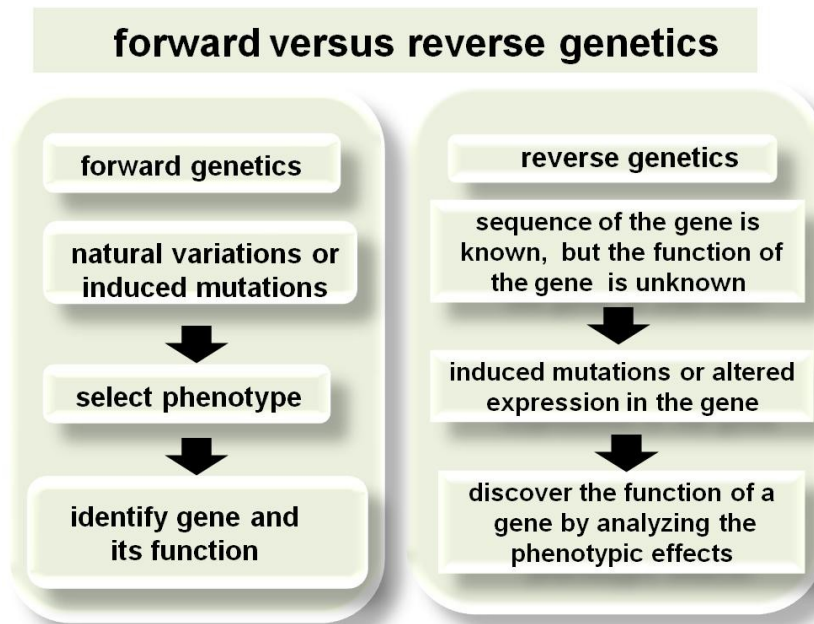 forward versus reverse genetics
forward genetics
natural variations or
induced mutations
select phenotype
identify gene and
its function
reverse genetics
sequence of the gene is
known, but the function of
the gene is unknown
induced mutations or altered
expression in the gene
discover the function of a
gene by analyzing the
phenotypic effects